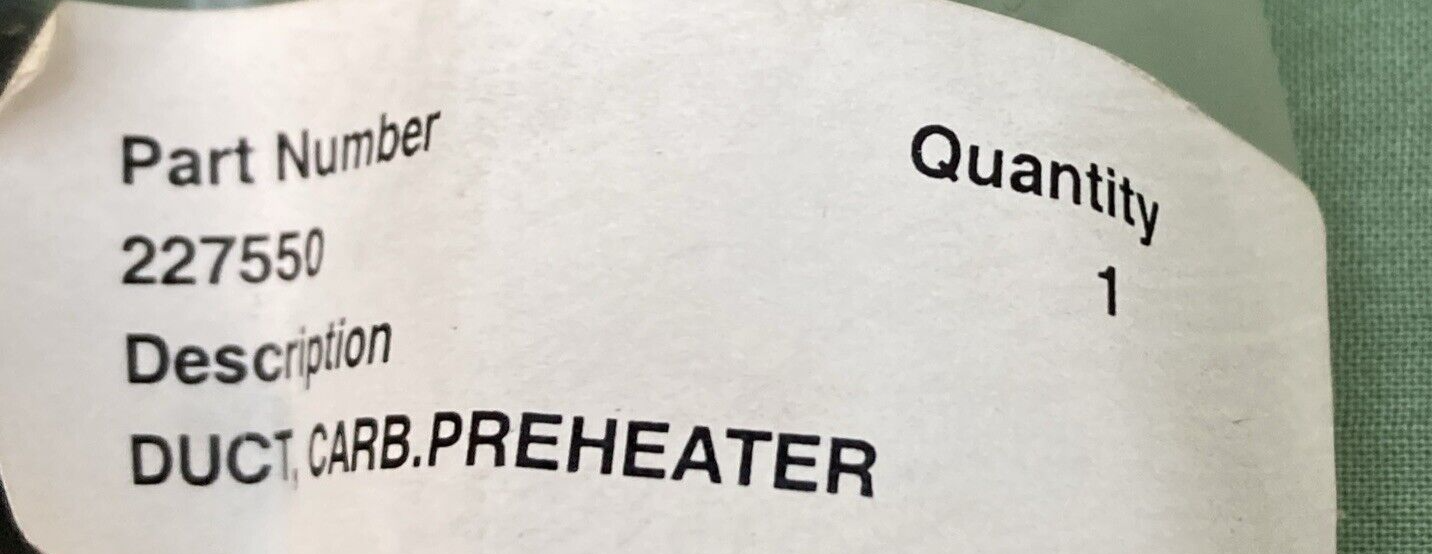 Part Number
Quantity
227550
1
Description
DUCT, CARB.PREHEATER